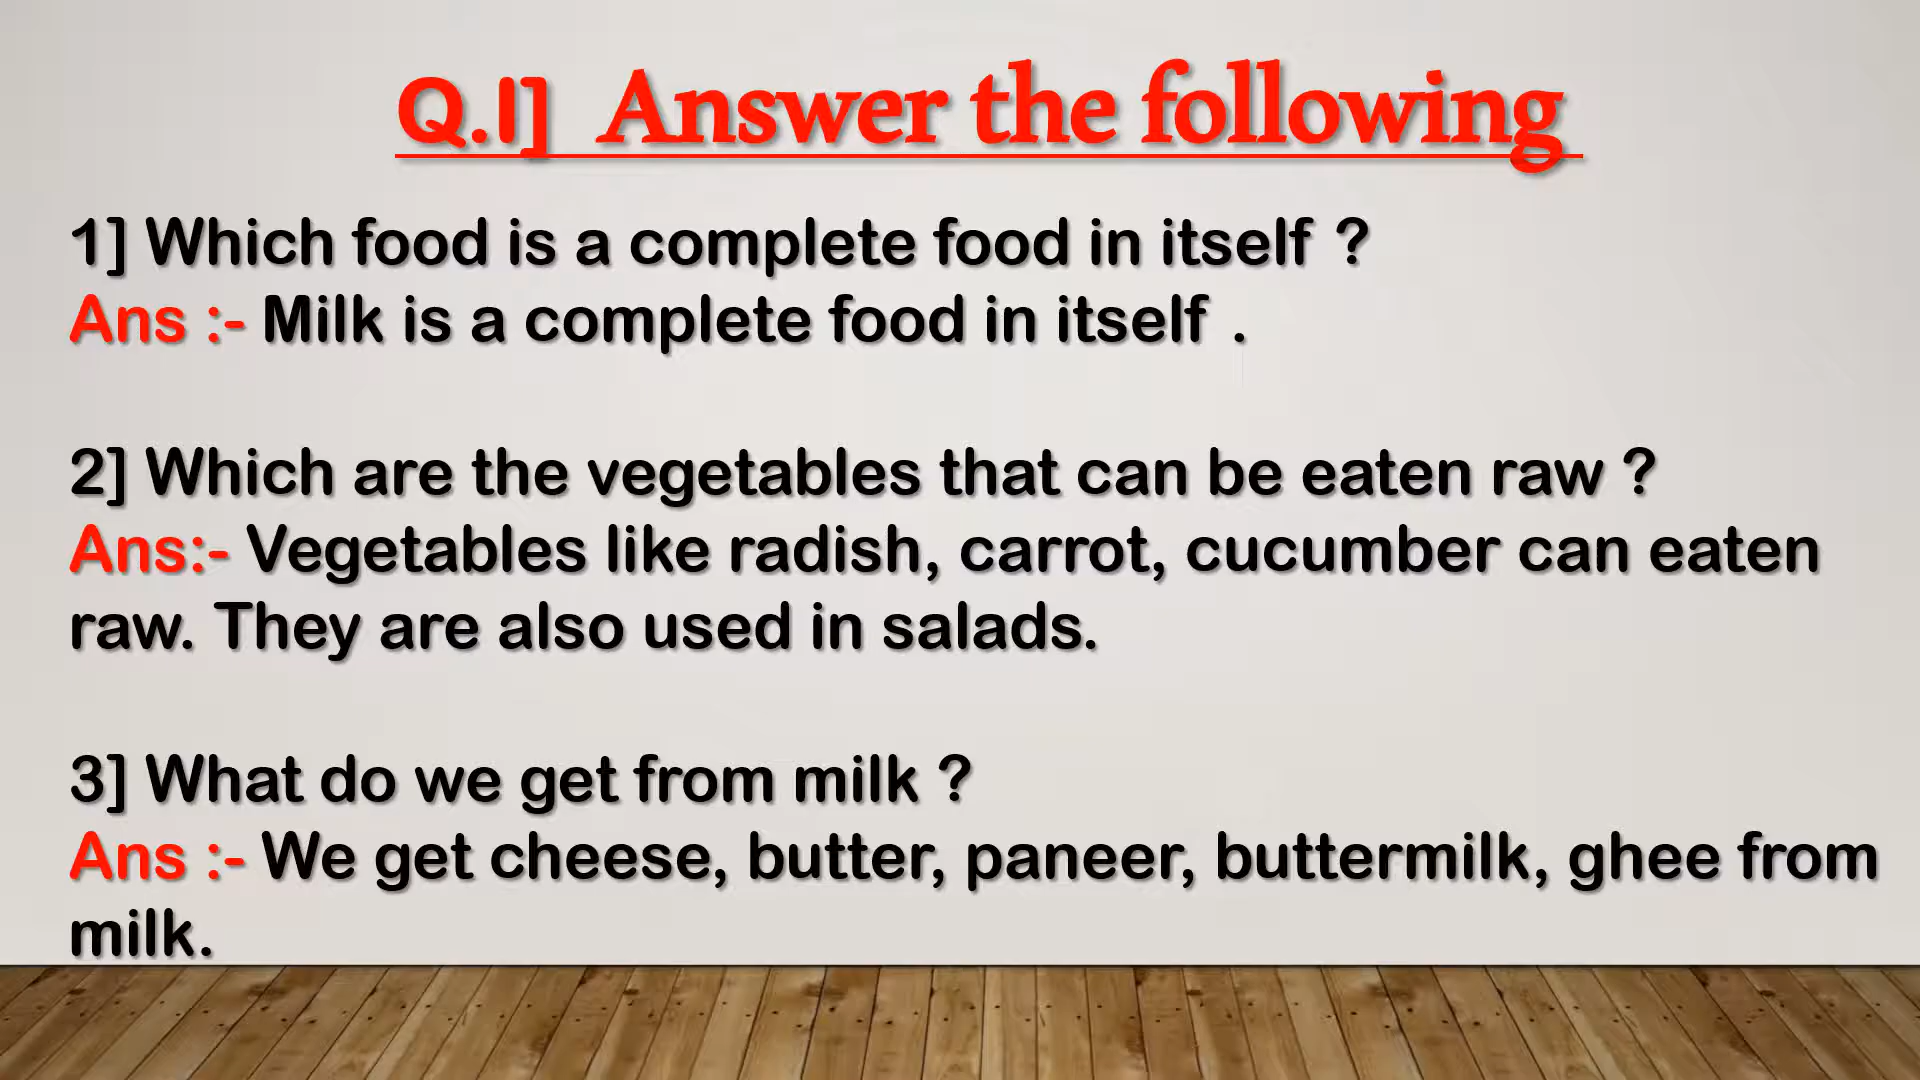 Q.I] Answer the following
1] Which food is a complete food in itself ?
Ans :- Milk is a complete food in itself .
2] Which are the vegetables that can be eaten raw ?
Ans:- Vegetables like radish, carrot, cucumber can eaten
raw. They are also used in salads.
3] What do we get from milk ?
Ans :- We get cheese, butter, paneer, buttermilk, ghee from
milk.